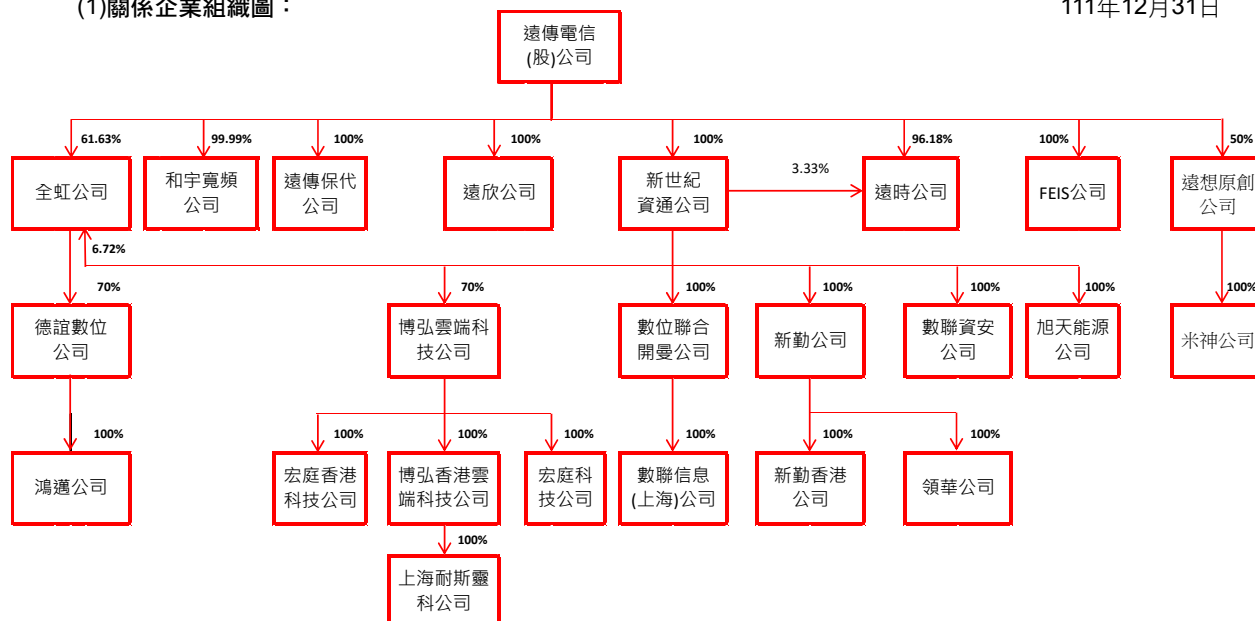 (1)關係企業組織圖：
111年12月31日
遠傳電信
(股)公司
61.63%
99.99%
100%
100%
100%
96.18%
100%
50%
全虹公司
和宇寬頻
公司
遠傳保代
公司
遠欣公司
新世紀
資通公司
3.33%
遠時公司
FEIS公司
遠想原創
公司
6.72%
70%
70%
100%
100%
100%
100%
100%
德誼數位
公司
博弘雲端科
技公司
數位聯合
開曼公司
新勤公司
數聯資安
公司
旭天能源
公司
米神公司
100%
100%
100%
100%
100%
100%
100%
鴻邁公司
宏庭香港
科技公司
博弘香港雲
端科技公司
宏庭科
技公司
數聯信息
(上海)公司
新勤香港
公司
領華公司
100%
上海耐斯靈
科公司